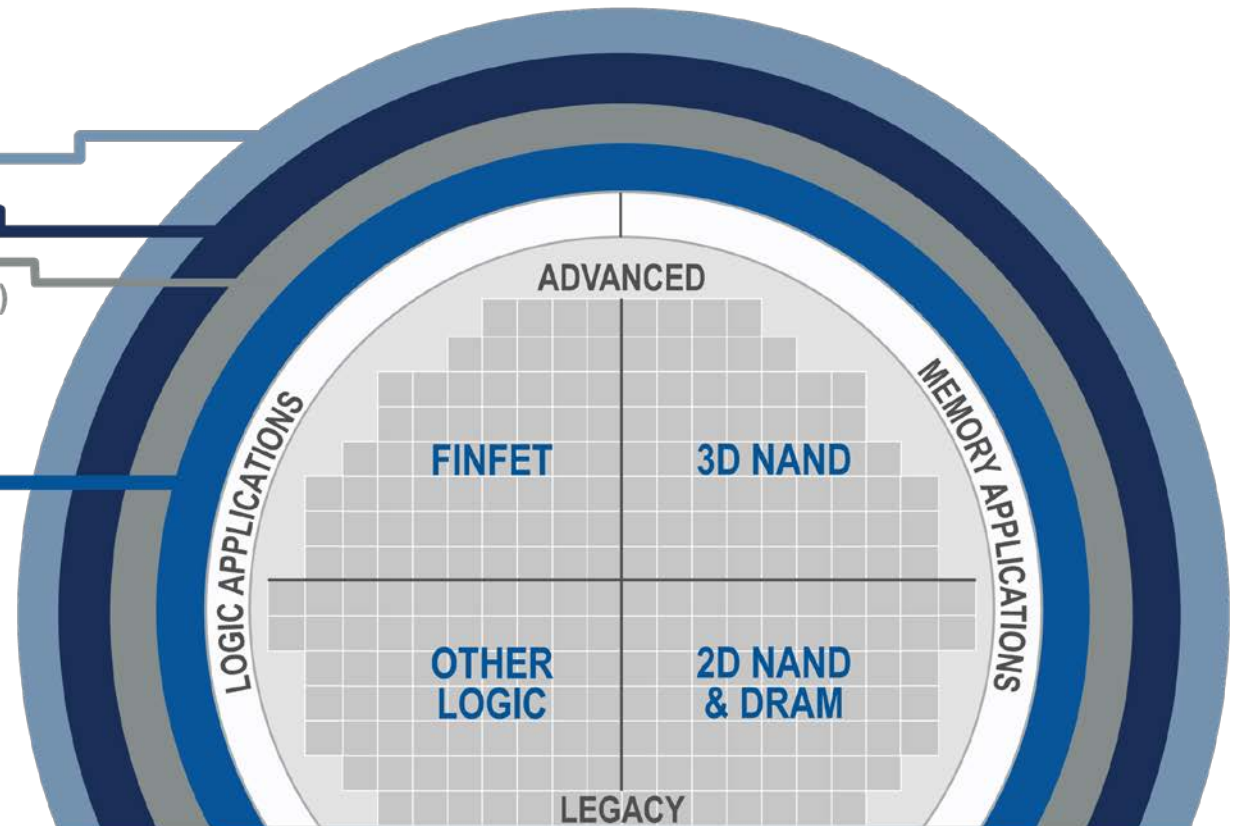 )
ADVANCED
LOGIC APPLICATIONS
MEMORY APPLICATIONS
FINFET
3D NAND
OTHER
LOGIC
2D NAND
& DRAM
LEGACY